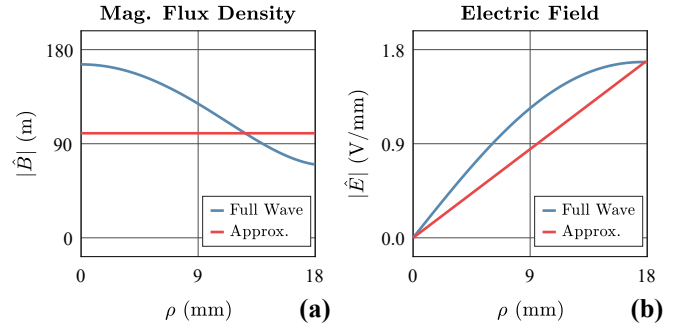 Mag. Flux Density
180
90
0
|B̂| (m)
Full Wave
Approx.
0
9
18
ρ (mm)
(a)
Electric Field
1.8
0.9
0.0
|Ê| (V/mm)
Full Wave
Approx.
0
9
18
ρ (mm)
(b)